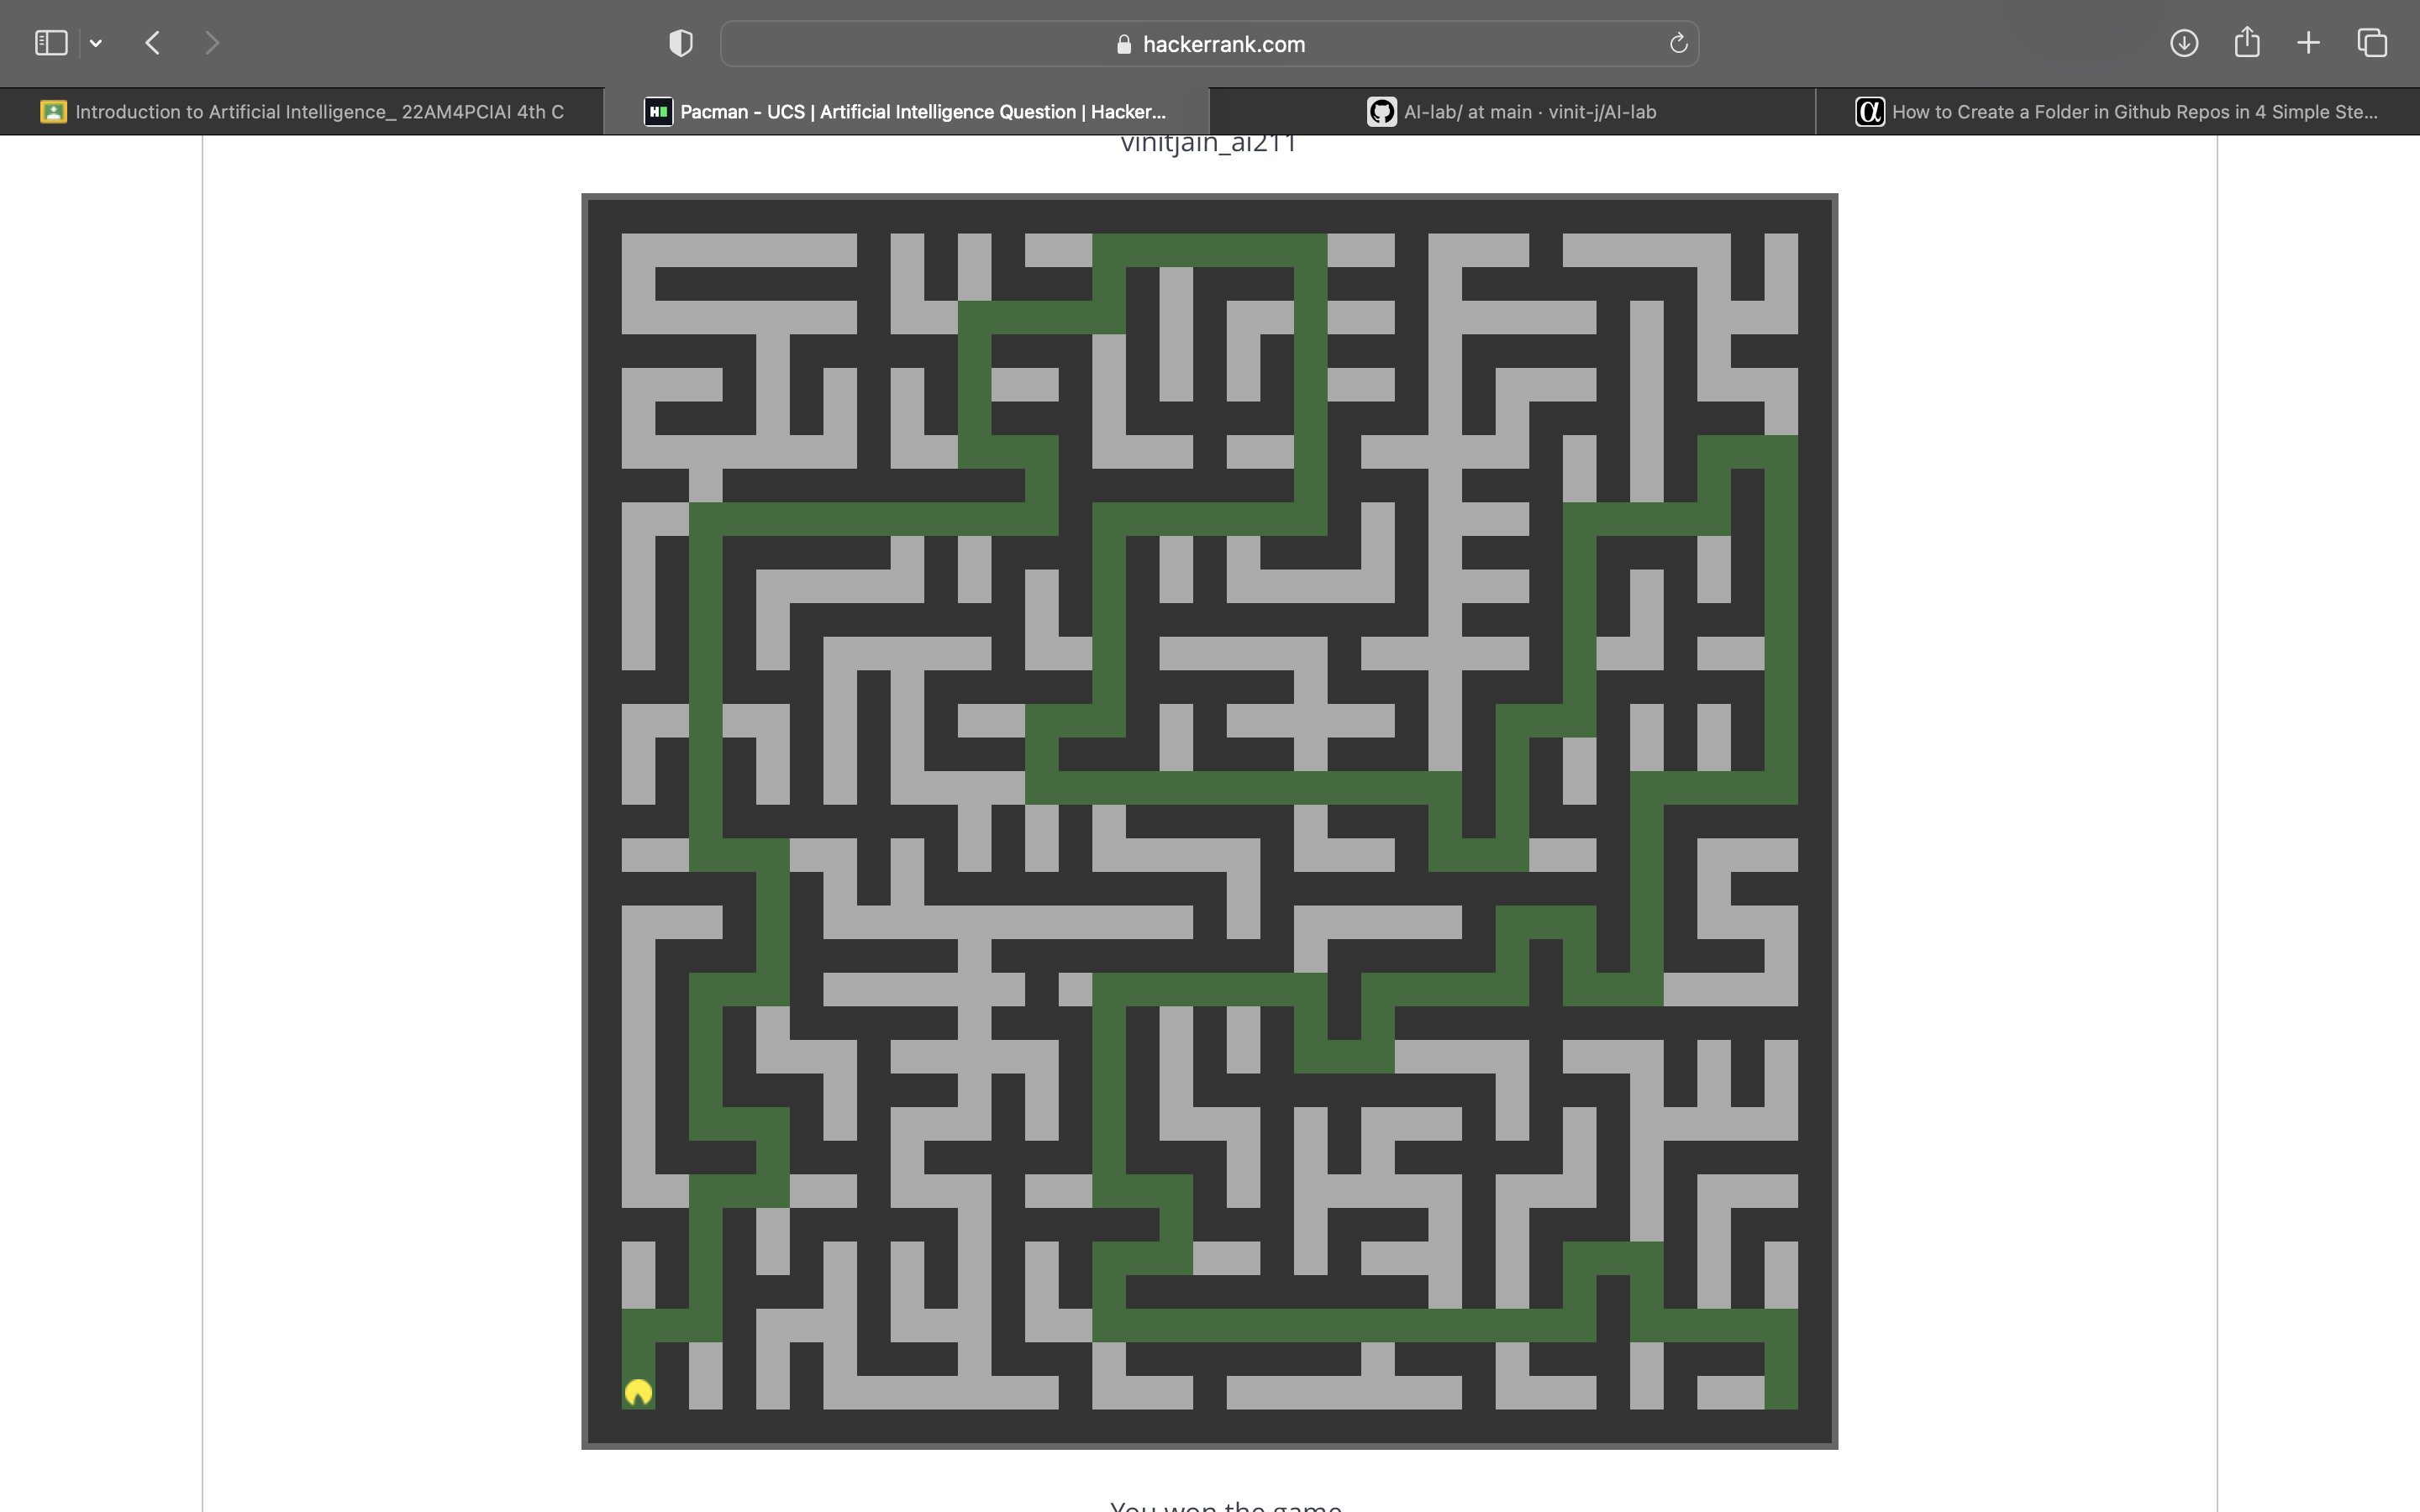 hackerrank.com
Introduction to Artificial Intelligence_ 22AM4PCIAI 4th C
Pacman - UCS | Artificial Intelligence Question | Hacker...
AI-lab/ at main · vinit-j/AI-lab
How to Create a Folder in Github Repos in 4 Simple Ste...
vinitjain_ai211
You won the game